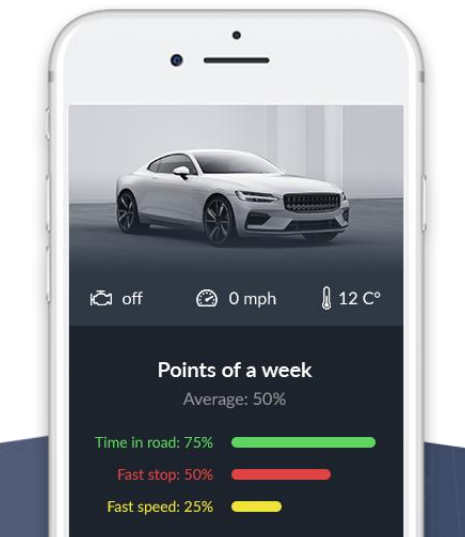 off
0 mph
12 C°
Points of a week
Average: 50%
Time in road: 75%
Fast stop: 50%
Fast speed: 25%